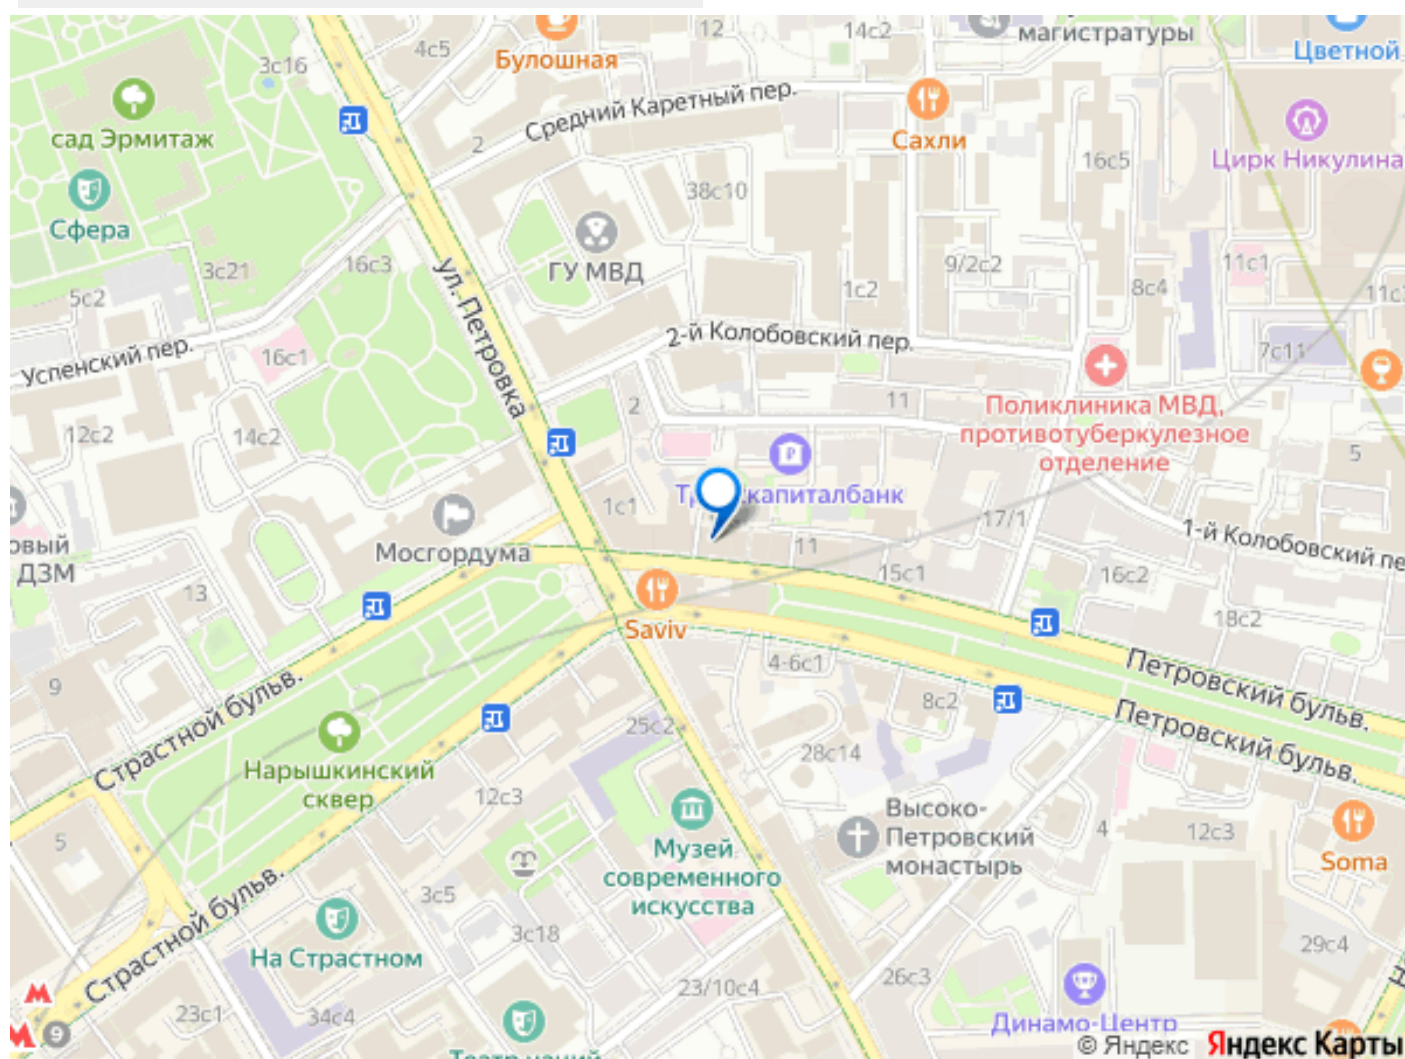 12
14с2
магистратуры
Цветной
4с5
Булошная
3с16
сад Эрмитаж
Средний Каретный пер.
2
Сахли
16с5
Цирк Никулина
38с10
Сфера
ГУ МВД
3с21
16с3
9/2с2
11с1
5с2
1с2
8с4
11с
ул. Петровка
2-й Колобовский пер.
Успенский пер.
16с1
7с11
2
11
Поликлиника МВД,
противотуберкулезное
отделение
12с2
14с2
5
капиталбанк
1с1
17/1
1-й Колобовский пе
Мосгордума
овый
ДЗМ
11
15с1
16с2
13
18с2
Saviv
4-6с1
Петровский бульв.
9
8с2
Страстной бульв.
25с2
Петровский бульв.
28с14
Нарышкинский
сквер
12с3
Высоко-
Петровский
монастырь
4
12с3
5
Музей
современного
искусства
Soma
3с5
Страстной бульв.
3с18
На Страстном
29с4
26с3
23/10с4
23с1
34с4
9
Динамо-Центр
Театр наций
© Яндекс Яндекс Карты